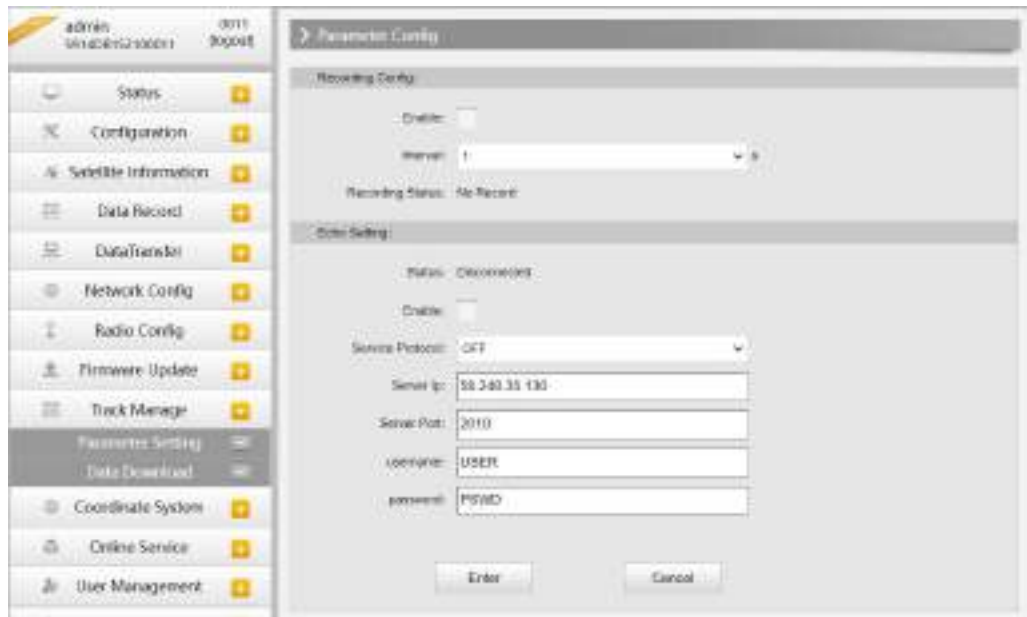 admin
logout
Status
Configuration
Satellite Information
Data Record
DataTransfer
Network Config
Radio Config
Firmware Update
Track Manage
Parameter Setting
Data Download
Coordinate System
Online Service
User Management
Parameter Config
Recording Config:
Enable:
Interval: 1 s
Recording Status: No Record
Echo Setting:
Status: Disconnected
Enable:
Service Protocol: OFF
Server Ip:
Server Port: 2010
username: USER
password: PSWD
Enter Cancel